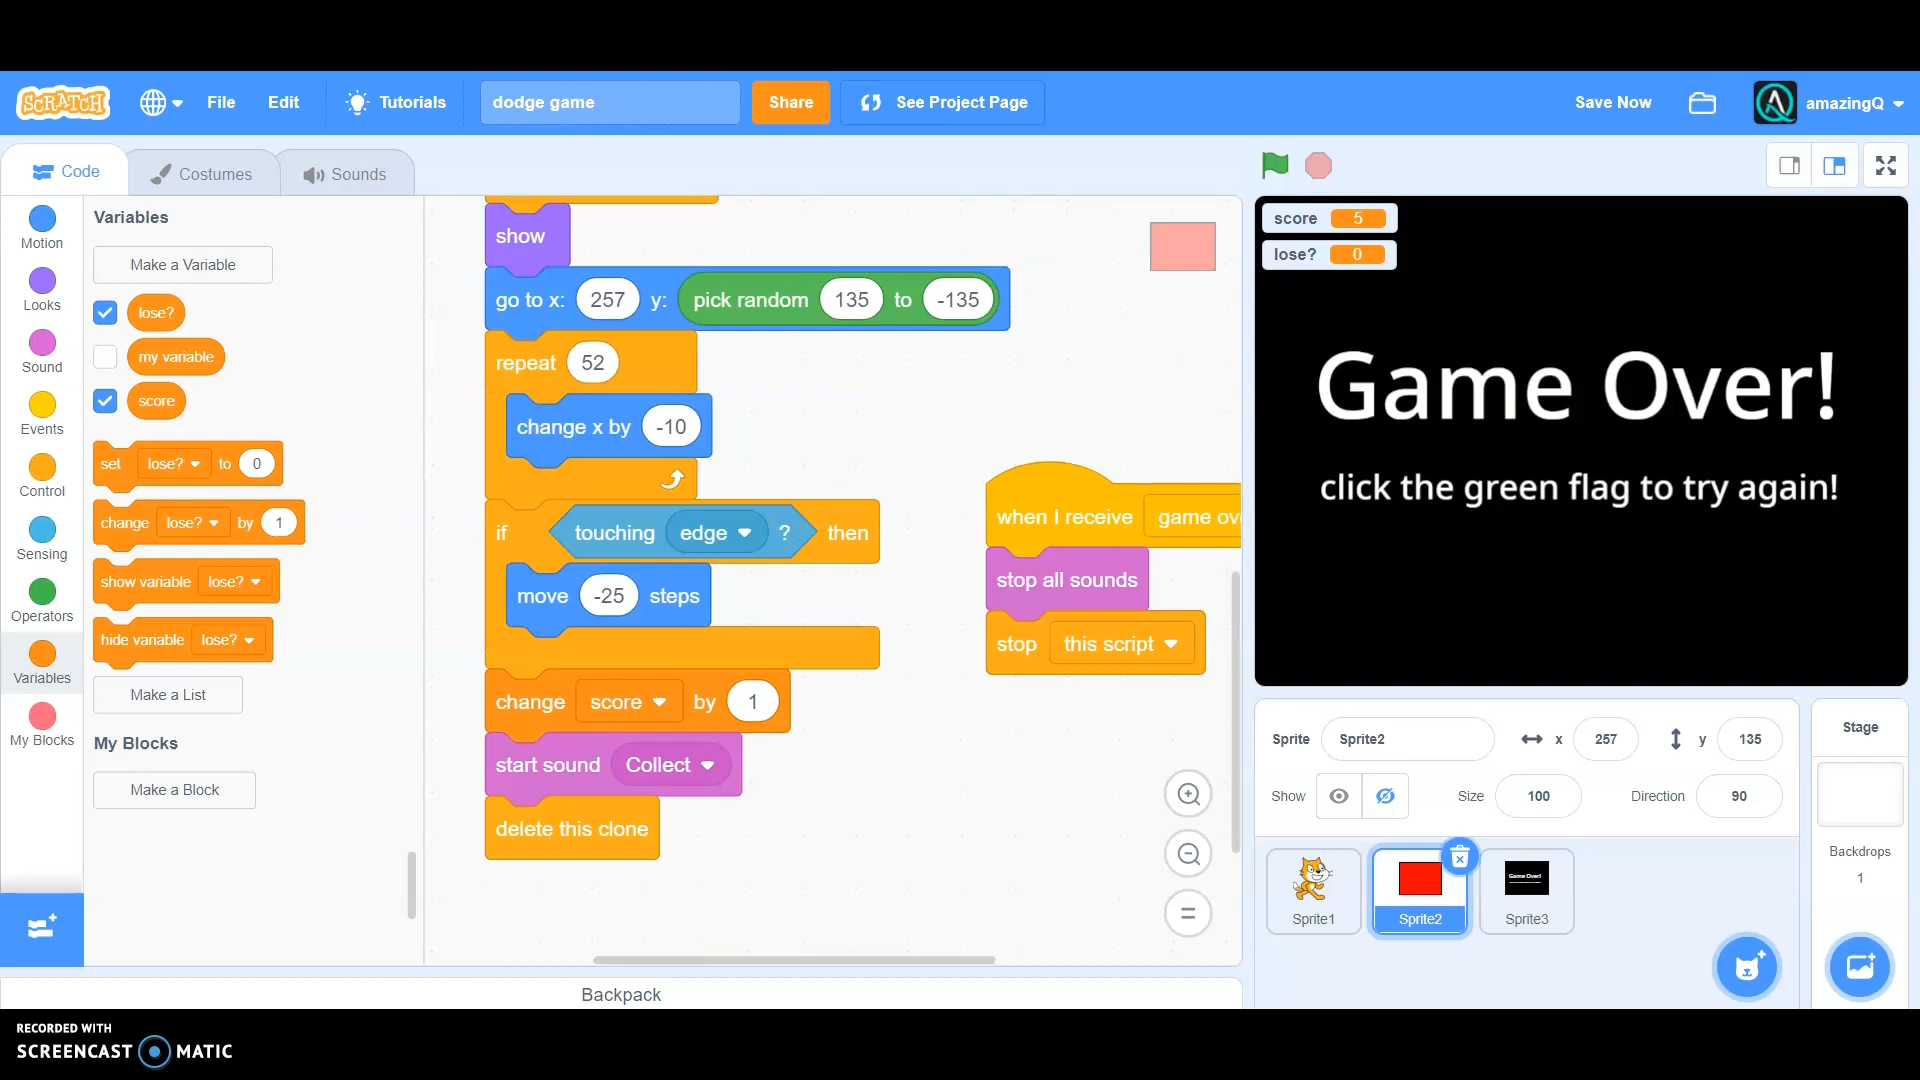 SCRATCH File Edit Tutorials dodge game Share See Project Page Save Now amazingQ
Code Costumes Sounds
Motion
Looks
Sound
Events
Control
Sensing
Operators
Variables
My Blocks
Variables
Make a Variable
lose?
my variable
score
set lose? to 0
change lose? by 1
show variable lose?
hide variable lose?
Make a List
My Blocks
Make a Block
show
go to x: 257 y: pick random 135 to -135
repeat 52
change x by -10
if touching edge ? then
move -25 steps
change score by 1
start sound Collect
delete this clone
when I receive game ov
stop all sounds
stop this script
Backpack
score 5
lose? 0
Game Over!
click the green flag to try again!
Sprite Sprite2 x 257 y 135
Show Size 100 Direction 90
Sprite1 Sprite2 Sprite3
Game Over!
Stage
Backdrops
1
RECORDED WITH
SCREENCAST MATIC